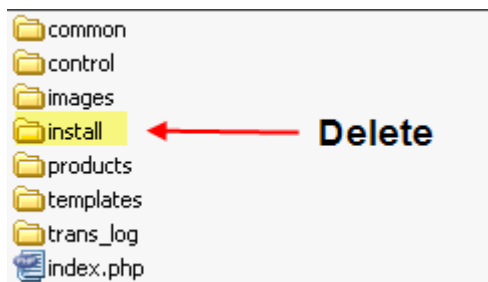 common
control
images
install
Delete
products
templates
trans_log
index.php